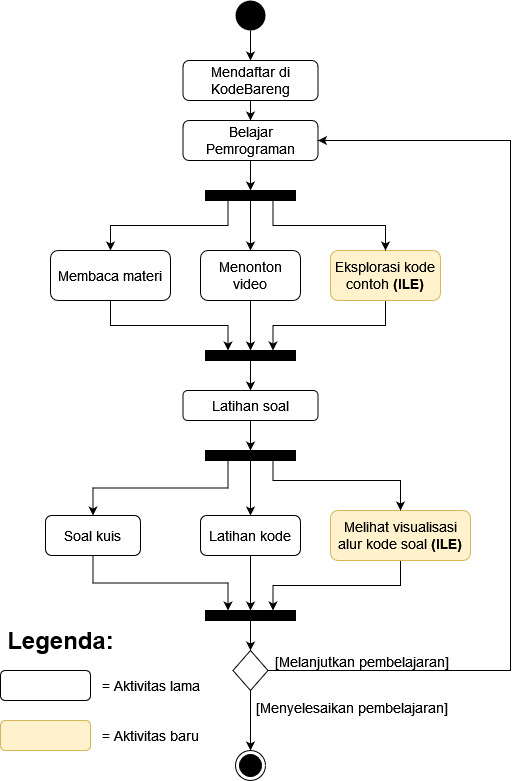 Mendaftar di
KodeBareng
Belajar
Pemrograman
Membaca materi
Menonton
video
Eksplorasi kode
contoh (ILE)
Latihan soal
Soal kuis
Latihan kode
Melihat visualisasi
alur kode soal (ILE)
Legenda:
[Melanjutkan pembelajaran]
= Aktivitas lama
[Menyelesaikan pembelajaran]
= Aktivitas baru